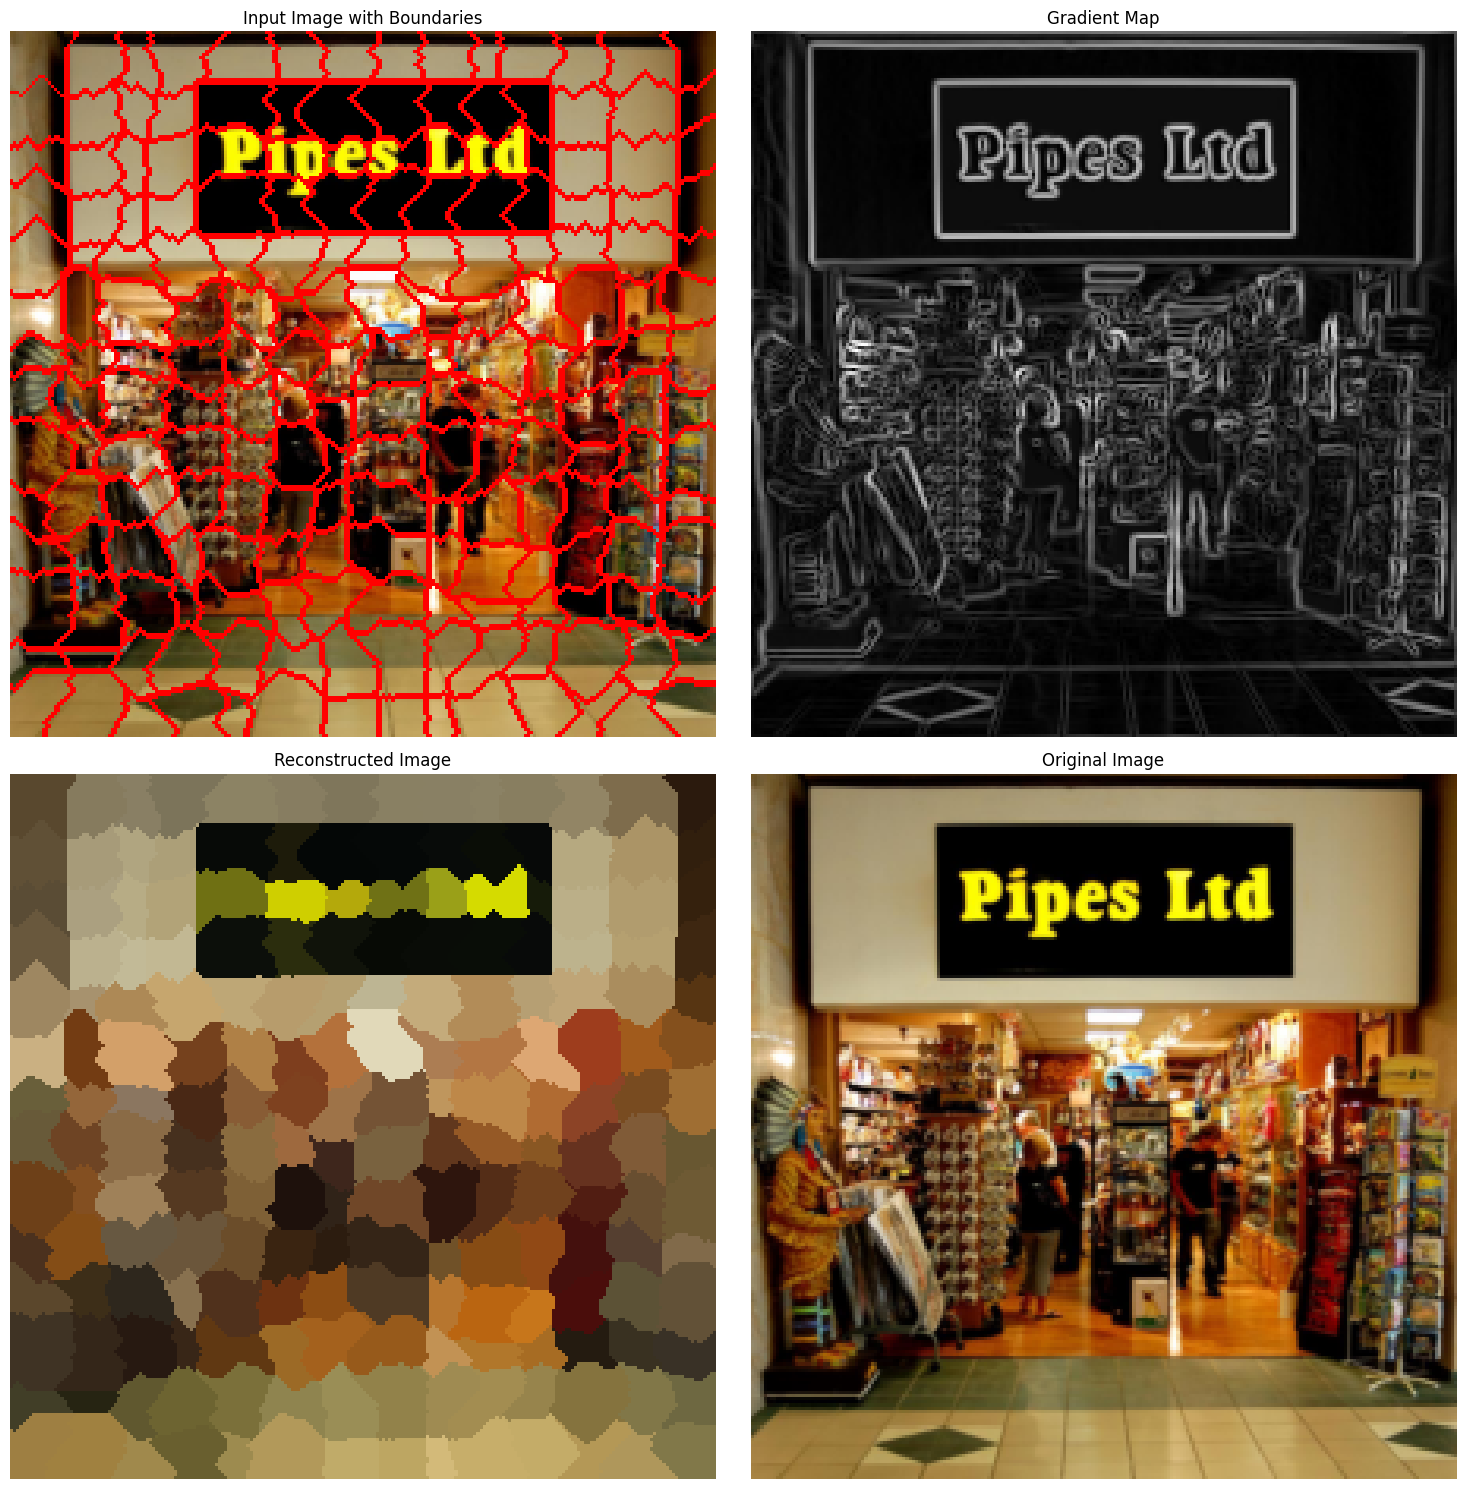 Input Image with Boundaries
Pipes Ltd
Gradient Map
Pipes Ltd
Reconstructed Image
Original Image
Pipes Ltd